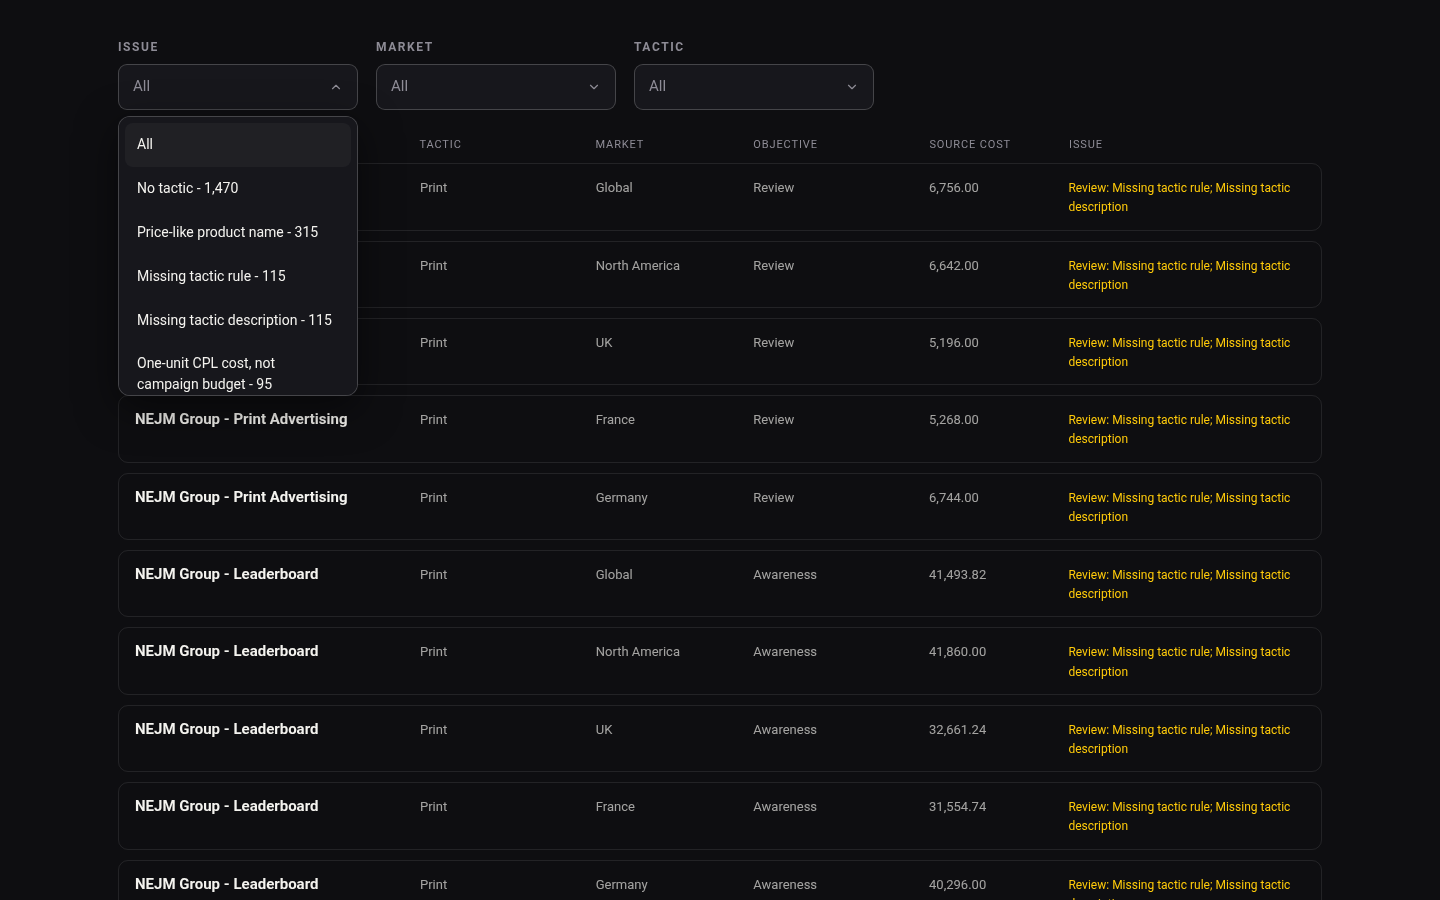 ISSUE MARKET TACTIC
All All All
All
No tactic - 1,470
Price-like product name - 315
Missing tactic rule - 115
Missing tactic description - 115
One-unit CPL cost, not
campaign budget - 95
TACTIC MARKET OBJECTIVE SOURCE COST ISSUE
Print Global Review 6,756.00 Review: Missing tactic rule; Missing tactic
description
Print North America Review 6,642.00 Review: Missing tactic rule; Missing tactic
description
Print UK Review 5,196.00 Review: Missing tactic rule; Missing tactic
description
NEJM Group - Print Advertising Print France Review 5,268.00 Review: Missing tactic rule; Missing tactic
description
NEJM Group - Print Advertising Print Germany Review 6,744.00 Review: Missing tactic rule; Missing tactic
description
NEJM Group - Leaderboard Print Global Awareness 41,493.82 Review: Missing tactic rule; Missing tactic
description
NEJM Group - Leaderboard Print North America Awareness 41,860.00 Review: Missing tactic rule; Missing tactic
description
NEJM Group - Leaderboard Print UK Awareness 32,661.24 Review: Missing tactic rule; Missing tactic
description
NEJM Group - Leaderboard Print France Awareness 31,554.74 Review: Missing tactic rule; Missing tactic
description
NEJM Group - Leaderboard Print Germany Awareness 40,296.00 Review: Missing tactic rule; Missing tactic